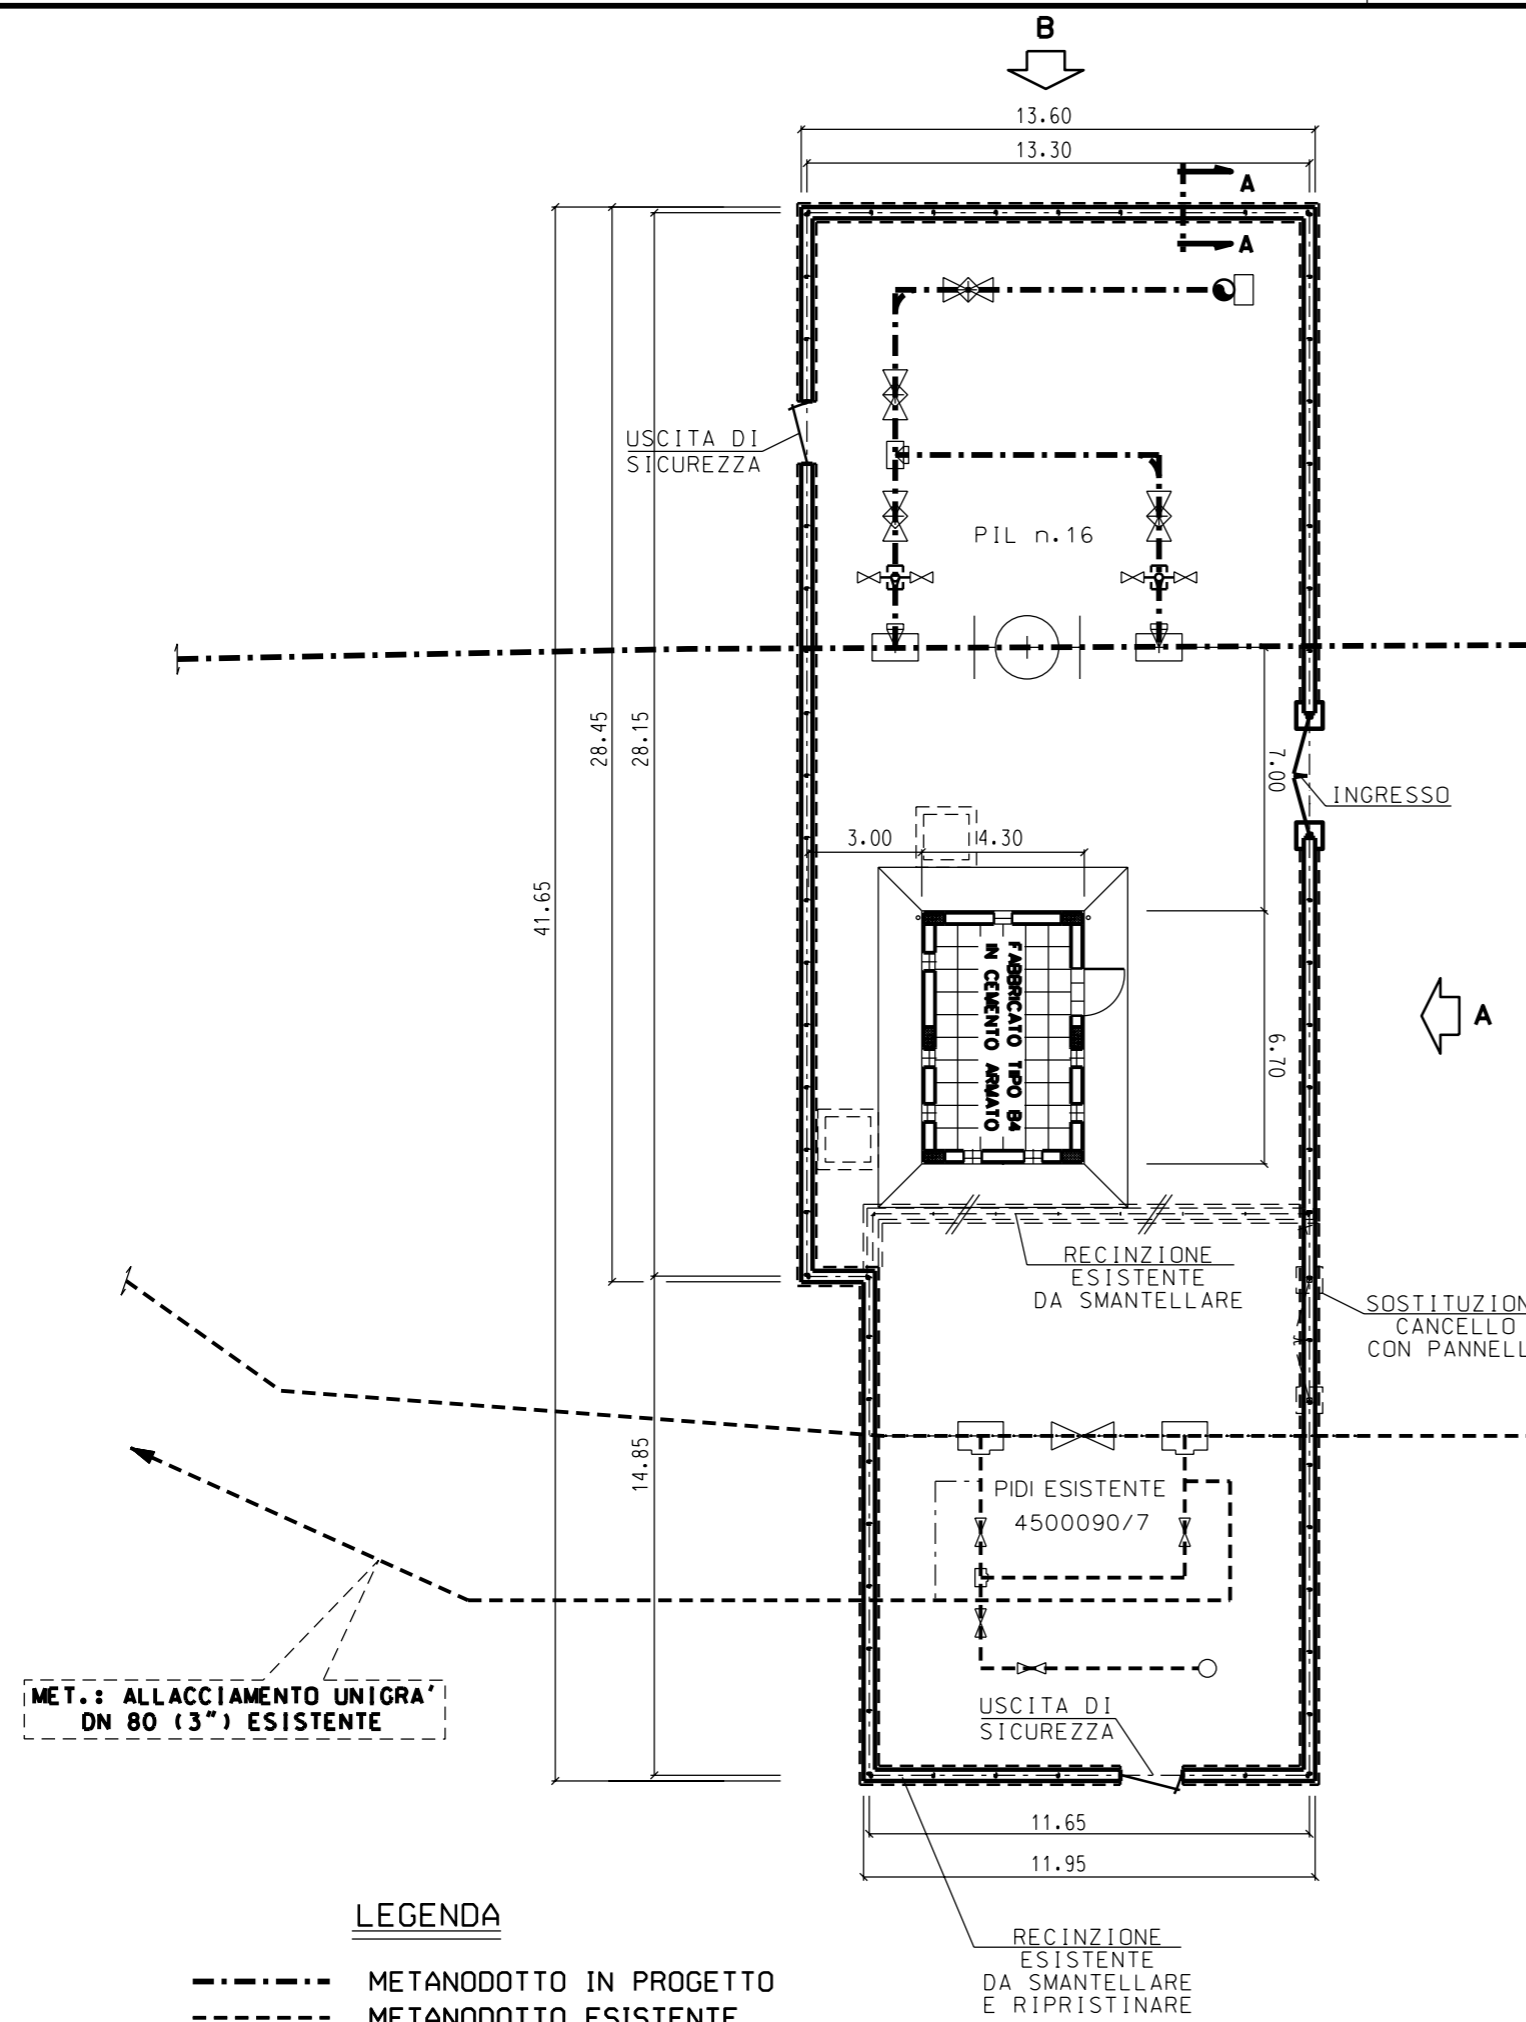 B
13.60
13.30
A
A
USCITA DI
SICUREZZA
PIL n.16
28.45
28.15
7.00
INGRESSO
3.00
4.30
41.65
FABBRICATO TIPO B4
IN CEMENTO ARMATO
A
6.70
RECINZIONE
ESISTENTE
DA SMANTELLARE
SOSTITUZION
CANCELLO
CON PANNELL
14.85
PIDI ESISTENTE
4500090/7
MET.: ALLACCIAMENTO UNIGRA'
DN 80 (3") ESISTENTE
USCITA DI
SICUREZZA
11.65
11.95
LEGENDA
RECINZIONE
ESISTENTE
DA SMANTELLARE
E RIPRISTINARE
METANODOTTO IN PROGETTO
METANODOTTO ESISTENTE